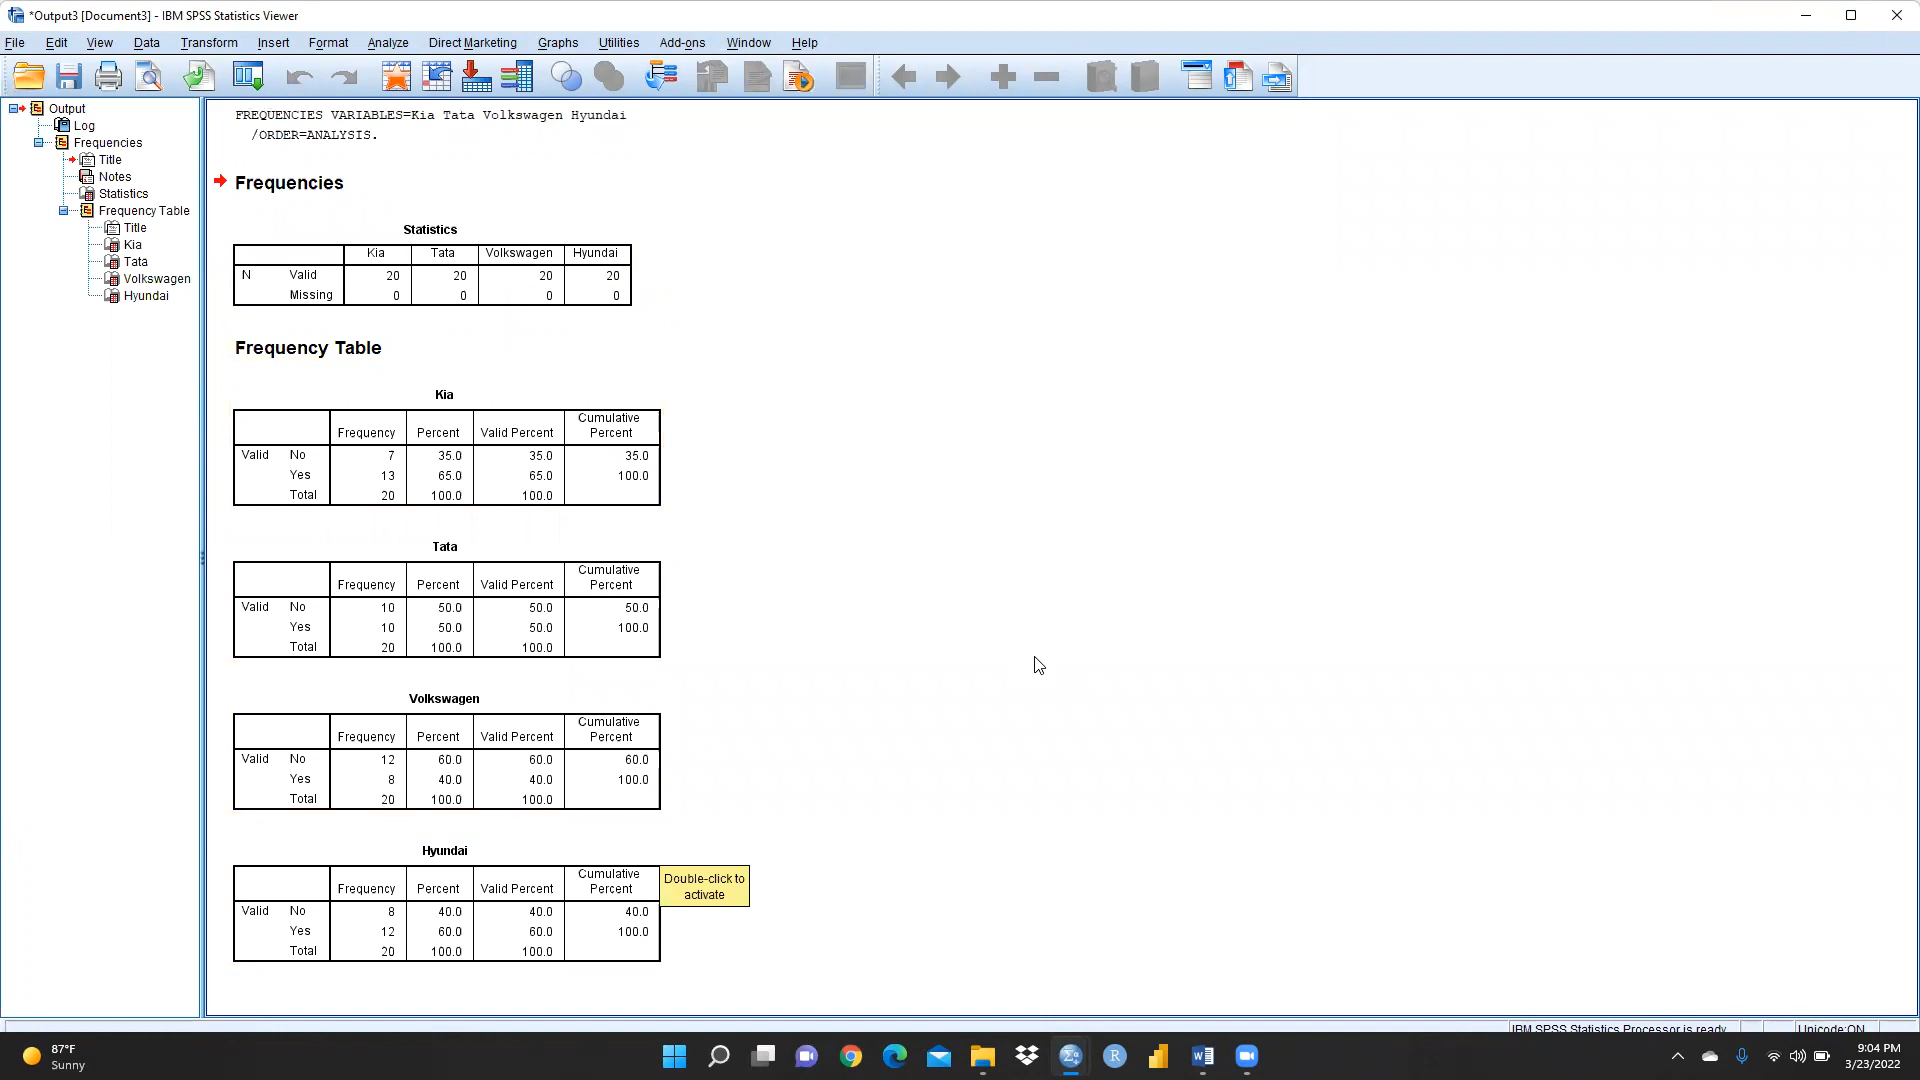 *Output3 [Document3] - IBM SPSS Statistics Viewer
File Edit View Data Transform Insert Format Analyze Direct Marketing Graphs Utilities Add-ons Window Help
Output
Log
Frequencies
Title
Notes
Statistics
Frequency Table
Title
Kia
Tata
Volkswagen
Hyundai
FREQUENCIES VARIABLES=Kia Tata Volkswagen Hyundai
/ORDER=ANALYSIS.
Frequencies
Statistics
Kia Tata Volkswagen Hyundai
N Valid 20 20 20 20
Missing 0 0 0 0
Frequency Table
Kia
Frequency Percent Valid Percent Cumulative Percent
Valid No 7 35.0 35.0 35.0
Yes 13 65.0 65.0 100.0
Total 20 100.0 100.0
Tata
Frequency Percent Valid Percent Cumulative Percent
Valid No 10 50.0 50.0 50.0
Yes 10 50.0 50.0 100.0
Total 20 100.0 100.0
Volkswagen
Frequency Percent Valid Percent Cumulative Percent
Valid No 12 60.0 60.0 60.0
Yes 8 40.0 40.0 100.0
Total 20 100.0 100.0
Hyundai
Frequency Percent Valid Percent Cumulative Percent
Double-click to
activate
Valid No 8 40.0 40.0 40.0
Yes 12 60.0 60.0 100.0
Total 20 100.0 100.0
IBM SPSS Statistics Processor is ready Unicode:ON
87°F
Sunny
R
9:04 PM
3/23/2022